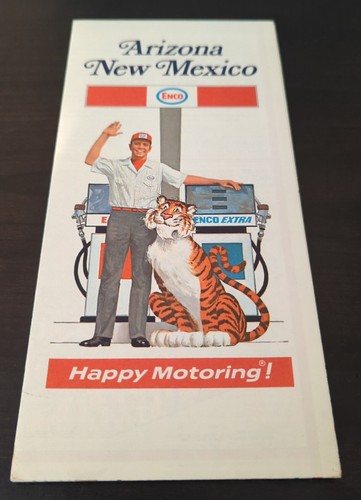 Arizona
New Mexico
ENCO
E
ENCO EXTRA
Happy Motoring®!